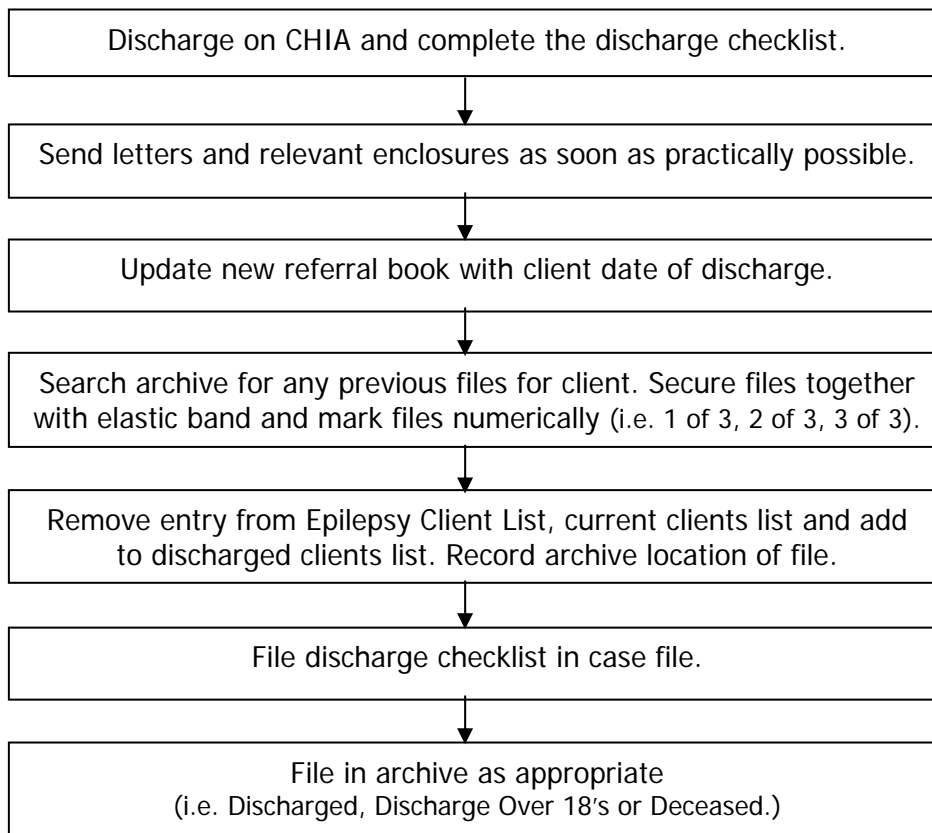 Discharge on CHIA and complete the discharge checklist.
Send letters and relevant enclosures as soon as practically possible.
Update new referral book with client date of discharge.
Search archive for any previous files for client. Secure files together
with elastic band and mark files numerically (i.e. 1 of 3, 2 of 3, 3 of 3).
Remove entry from Epilepsy Client List, current clients list and add
to discharged clients list. Record archive location of file.
File discharge checklist in case file.
File in archive as appropriate
(i.e. Discharged, Discharge Over 18's or Deceased.)